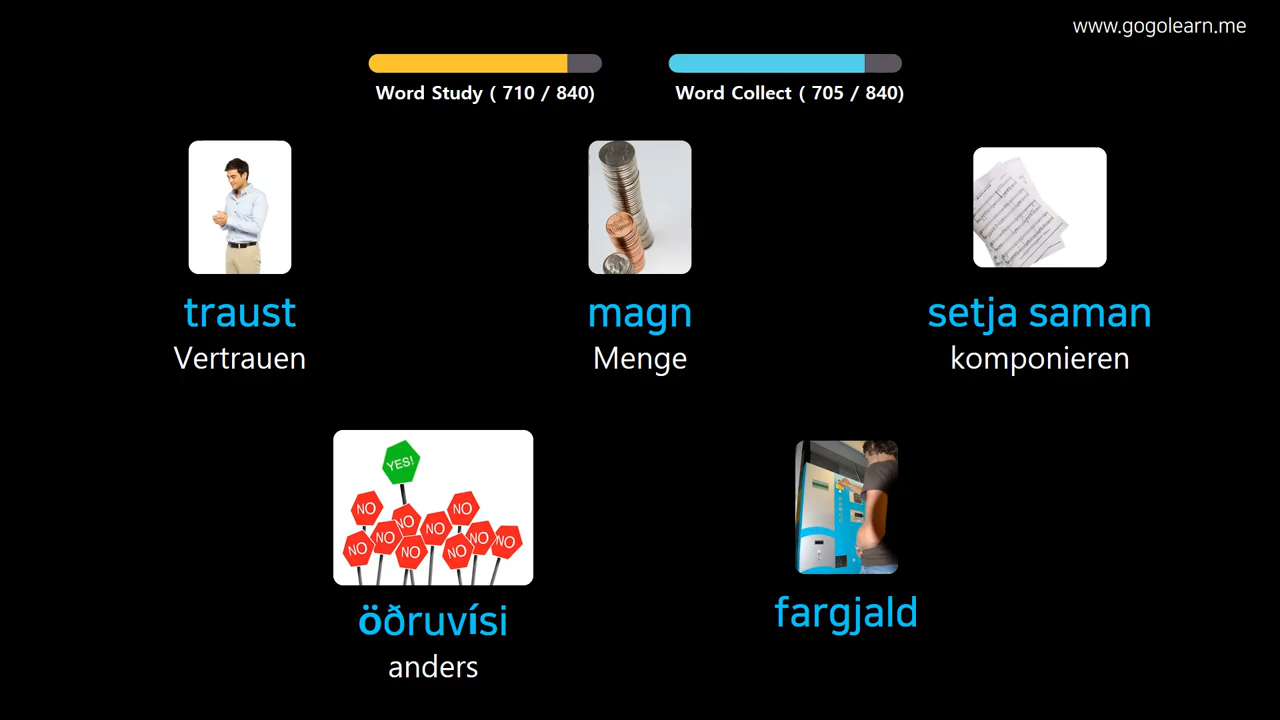 www.gogolearn.me
Word Study ( 710 / 840)
Word Collect ( 705 / 840)
traust
Vertrauen
magn
Menge
setja saman
komponieren
YES!
NO
NO
NO
NO
NO
NO
NO
NO
NO
NO
öðruvísi
anders
fargjald